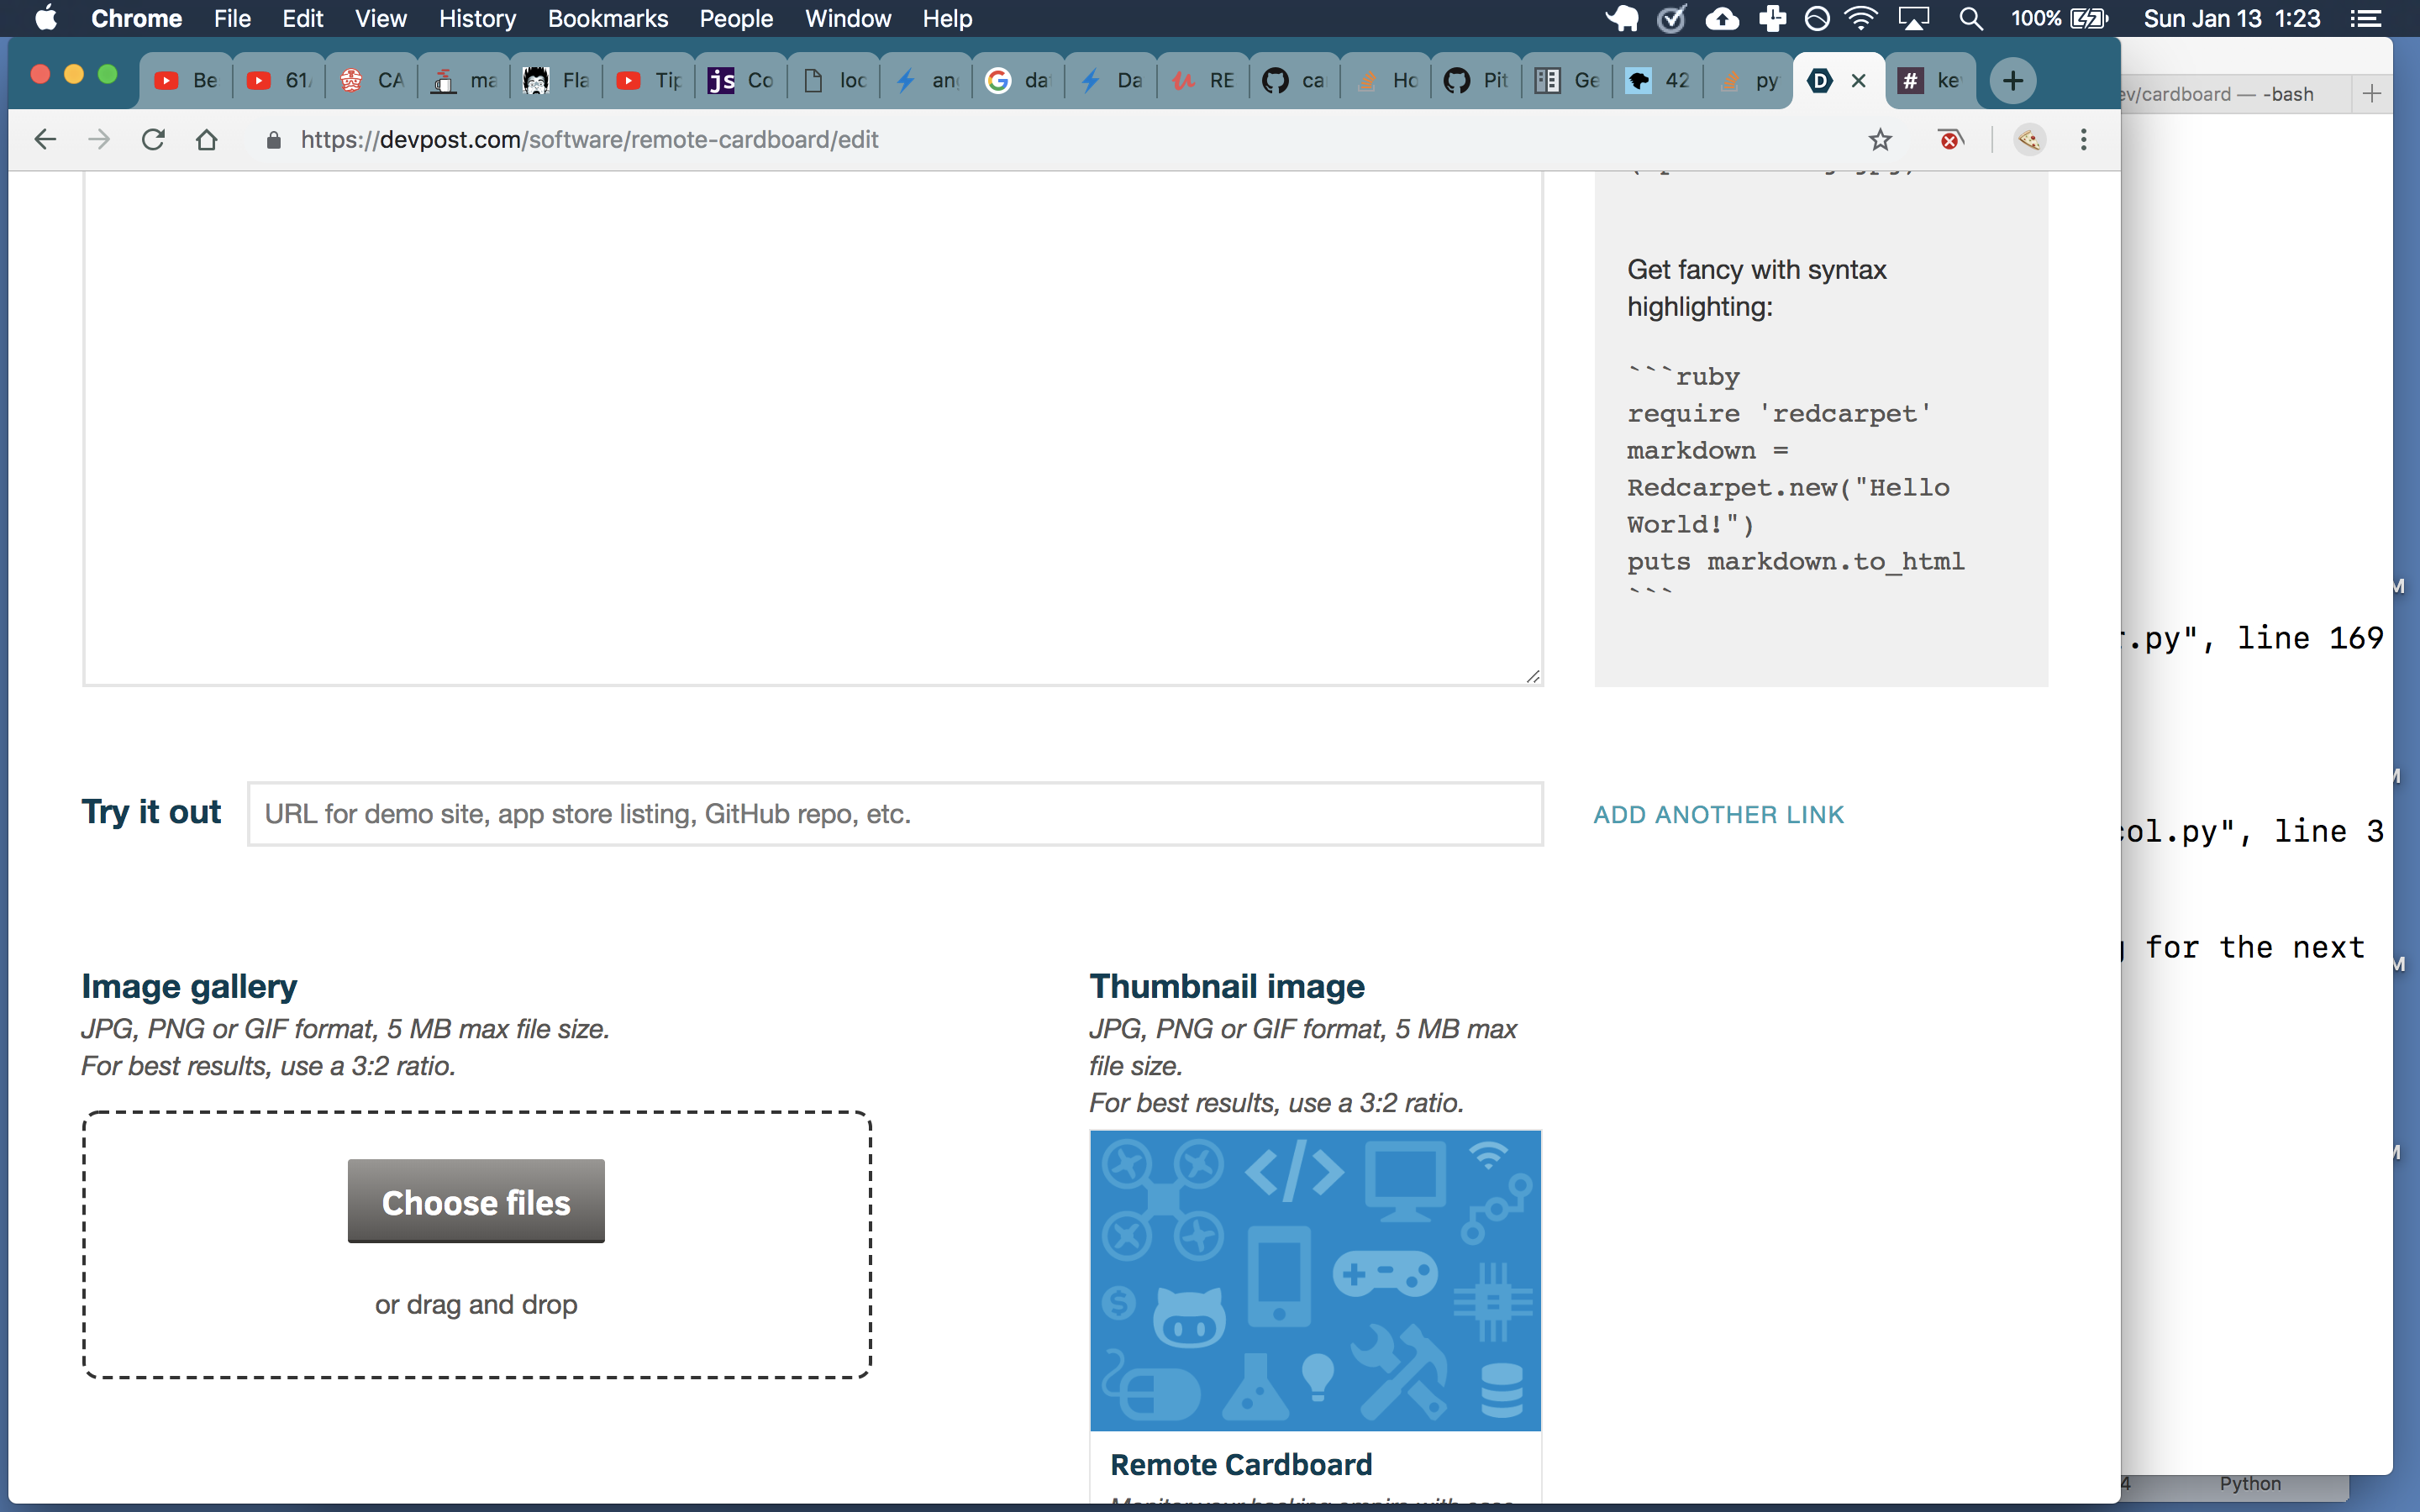 Chrome File Edit View History Bookmarks People Window Help 100% Sun Jan 13 1:23
Be 61 CA ma Fla Tip js Co loc an da Da RE ca Ho Pit Ge 42 py D # ke
ev/cardboard — -bash
https://devpost.com/software/remote-cardboard/edit
Get fancy with syntax
highlighting:
```ruby
require 'redcarpet'
markdown =
Redcarpet.new("Hello
World!")
puts markdown.to_html
```
r.py", line 169
Try it out URL for demo site, app store listing, GitHub repo, etc. ADD ANOTHER LINK
col.py", line 3
g for the next
Image gallery
JPG, PNG or GIF format, 5 MB max file size.
For best results, use a 3:2 ratio.
Choose files
or drag and drop
Thumbnail image
JPG, PNG or GIF format, 5 MB max
file size.
For best results, use a 3:2 ratio.
</>
Remote Cardboard
4 Python